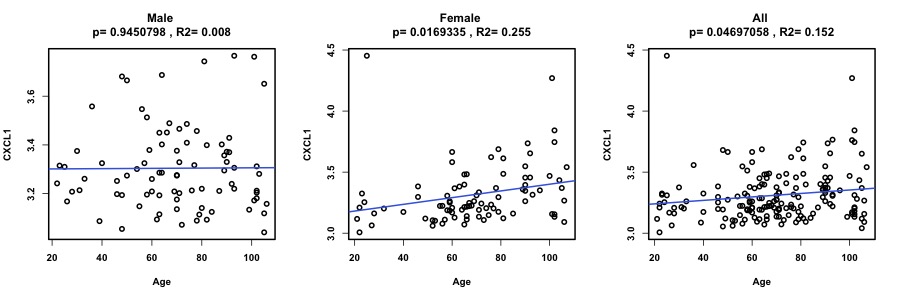 Male
p= 0.9450798 , R2= 0.008
CXCL1
3.6
3.4
3.2
20 40 60 80 100
Age
Female
p= 0.0169335 , R2= 0.255
CXCL1
4.5
4.0
3.5
3.0
20 40 60 80 100
Age
All
p= 0.04697058 , R2= 0.152
CXCL1
4.5
4.0
3.5
3.0
20 40 60 80 100
Age